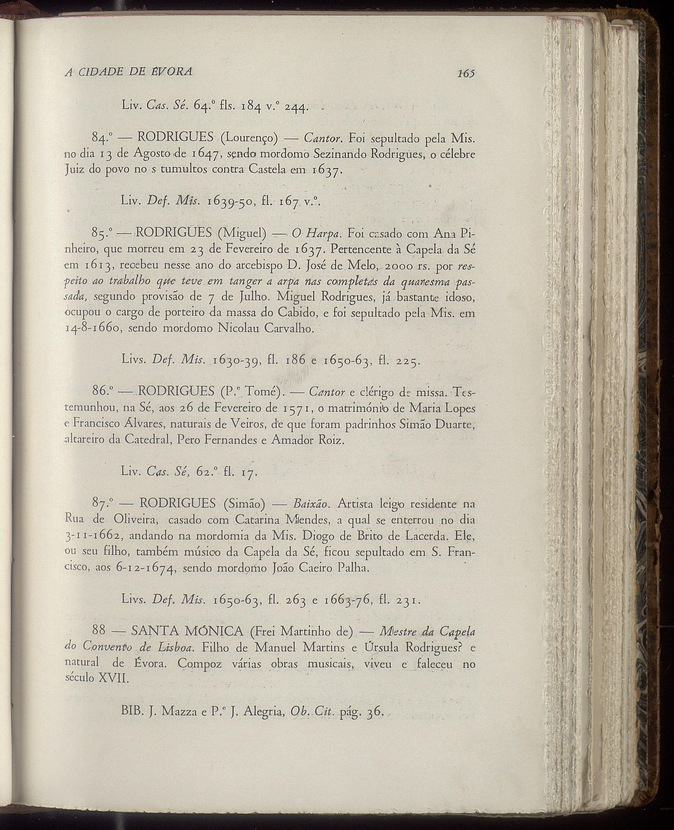 A CIDADE DE ÉVORA 165
Liv. Cas. Sé. 64.º fls. 184 v.º 244.
84.º — RODRIGUES (Lourenço) — Cantor. Foi sepultado pela Mis.
no dia 13 de Agosto de 1647, sendo mordomo Sezinando Rodrigues, o célebre
Juiz do povo no s tumultos contra Castela em 1637.
Liv. Def. Mis. 1639-50, fl. 167 v.º.
85.º — RODRIGUES (Miguel) — O Harpa. Foi casado com Ana Pi-
nheiro, que morreu em 23 de Fevereiro de 1637. Pertencente à Capela da Sé
em 1613, recebeu nesse ano do arcebispo D. José de Melo, 2000 rs. por res-
peito ao trabalho que teve em tanger a arpa nas completas da quaresma pas-
sada, segundo provisão de 7 de Julho. Miguel Rodrigues, já bastante idoso,
ocupou o cargo de porteiro da massa do Cabido, e foi sepultado pela Mis. em
14-8-1660, sendo mordomo Nicolau Carvalho.
Livs. Def. Mis. 1630-39, fl. 186 e 1650-63, fl. 225.
86.º — RODRIGUES (P.e Tomé). — Cantor e clérigo de missa. Tes-
temunhou, na Sé, aos 26 de Fevereiro de 1571, o matrimónio de Maria Lopes
e Francisco Álvares, naturais de Veiros, de que foram padrinhos Simão Duarte,
altareiro da Catedral, Pero Fernandes e Amador Roiz.
Liv. Cas. Sé, 62.º fl. 17.
87.º — RODRIGUES (Simão) — Baixão. Artista leigo residente na
Rua de Oliveira, casado com Catarina Mendes, a qual se enterrou no dia
3-11-1662, andando na mordomia da Mis. Diogo de Brito de Lacerda. Ele,
ou seu filho, também músico da Capela da Sé, ficou sepultado em S. Fran-
cisco, aos 6-12-1674, sendo mordomo João Caeiro Palha.
Livs. Def. Mis. 1650-63, fl. 263 e 1663-76, fl. 231.
88 — SANTA MÓNICA (Frei Martinho de) — Mestre da Capela
do Convento de Lisboa. Filho de Manuel Martins e Úrsula Rodrigues? e
natural de Évora. Compoz várias obras musicais, viveu e faleceu no
século XVII.
BIB. J. Mazza e P.e J. Alegria, Ob. Cit. pág. 36.